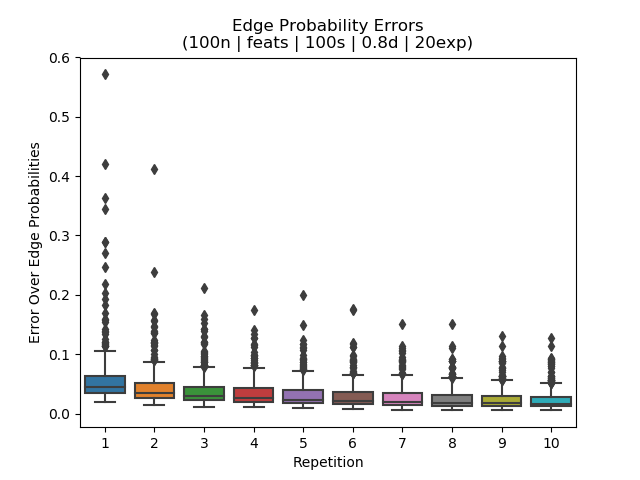 Edge Probability Errors
(100n | feats | 100s | 0.8d | 20exp)
Error Over Edge Probabilities
0.6
0.5
0.4
0.3
0.2
0.1
0.0
1 2 3 4 5 6 7 8 9 10
Repetition